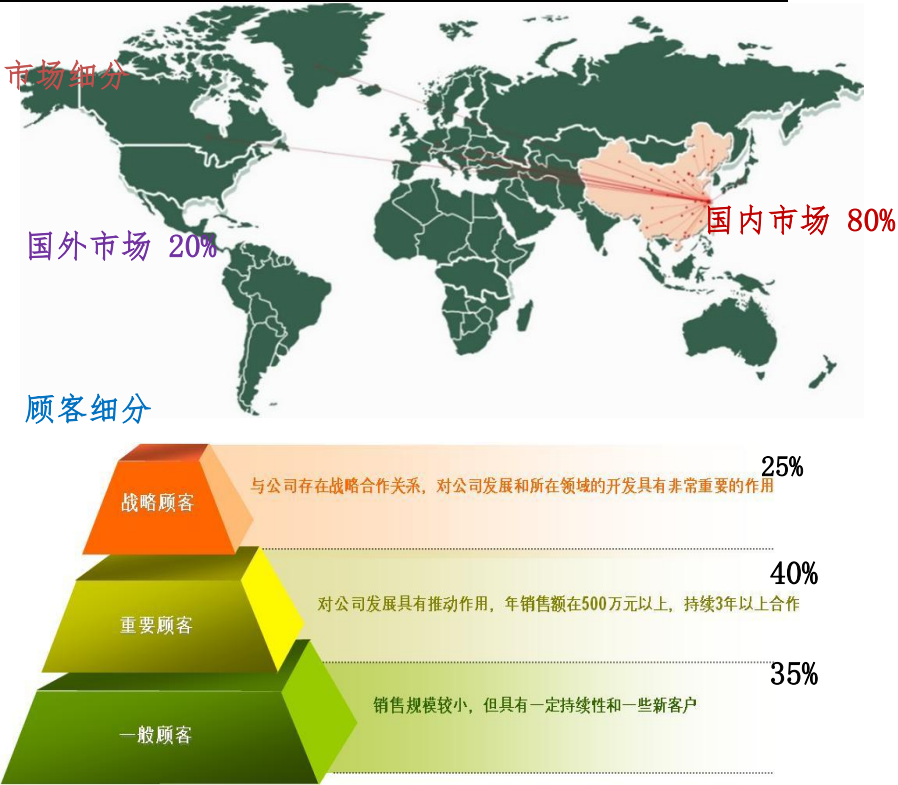 市场细分
国内市场 80%
国外市场 20%
顾客细分
25%
战略顾客
与公司存在战略合作关系，对公司发展和所在领域的开发具有非常重要的作用
40%
重要顾客
对公司发展具有推动作用，年销售额在500万元以上，持续3年以上合作
35%
一般顾客
销售规模较小，但具有一定持续性和一些新客户